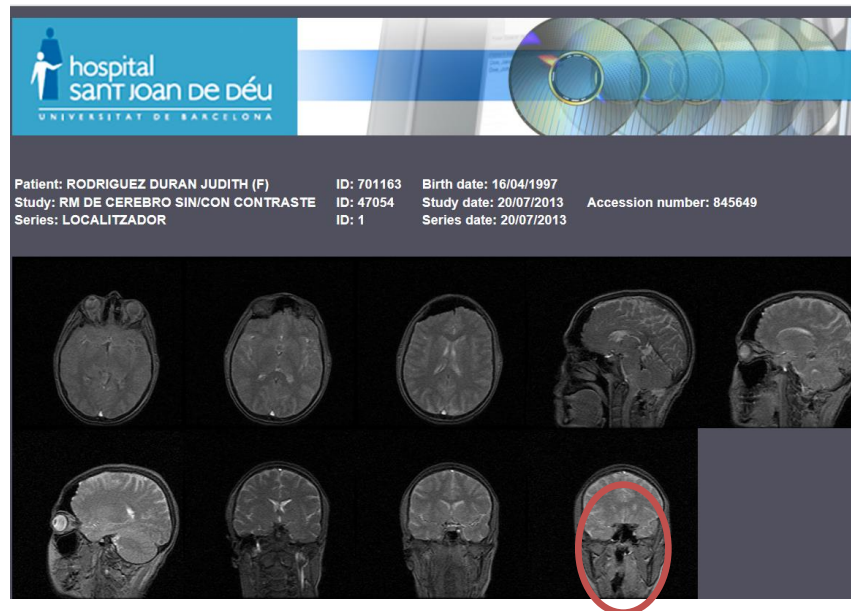 hospital
sant joan de déu
UNIVERSITAT DE BARCELONA
Patient: RODRIGUEZ DURAN JUDITH (F) ID: 701163 Birth date: 16/04/1997
Study: RM DE CEREBRO SIN/CON CONTRASTE ID: 47054 Study date: 20/07/2013 Accession number: 845649
Series: LOCALITZADOR ID: 1 Series date: 20/07/2013